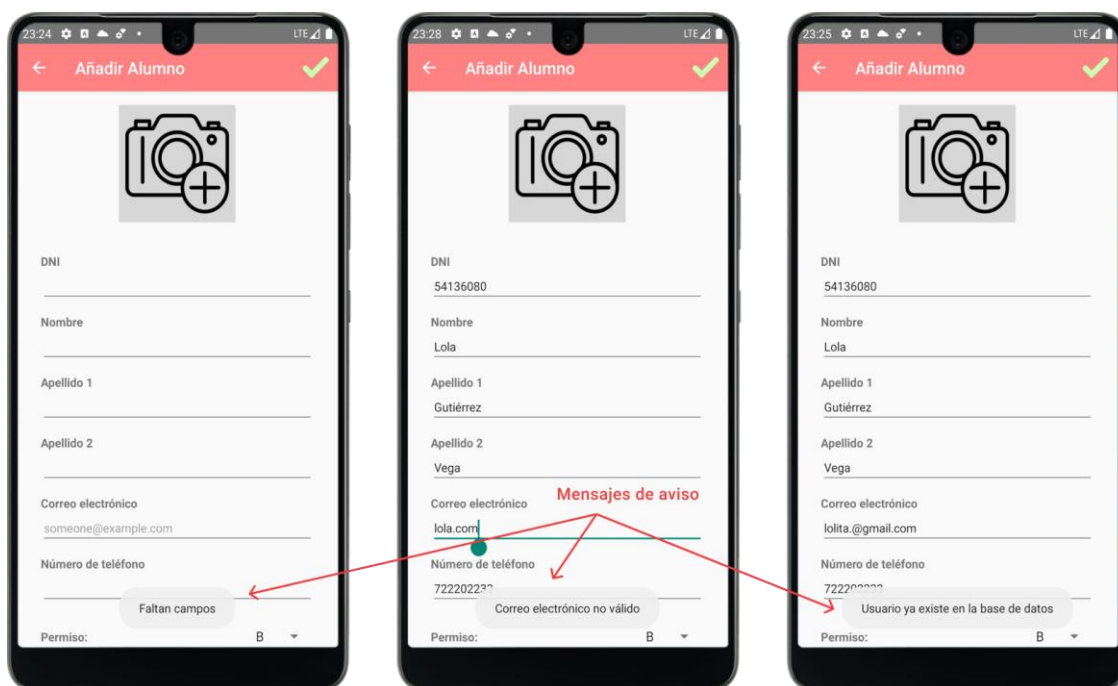 23:24
LTE
Añadir Alumno
DNI
Nombre
Apellido 1
Apellido 2
Correo electrónico
someone@example.com
Número de teléfono
Faltan campos
Permiso: B
23:28
LTE
Añadir Alumno
DNI
54136080
Nombre
Lola
Apellido 1
Gutiérrez
Apellido 2
Vega
Mensajes de aviso
Correo electrónico
lola.com
Número de teléfono
722202232
Correo electrónico no válido
Permiso: B
23:25
LTE
Añadir Alumno
DNI
54136080
Nombre
Lola
Apellido 1
Gutiérrez
Apellido 2
Vega
Correo electrónico
lolita.@gmail.com
Número de teléfono
722202232
Usuario ya existe en la base de datos
Permiso: B